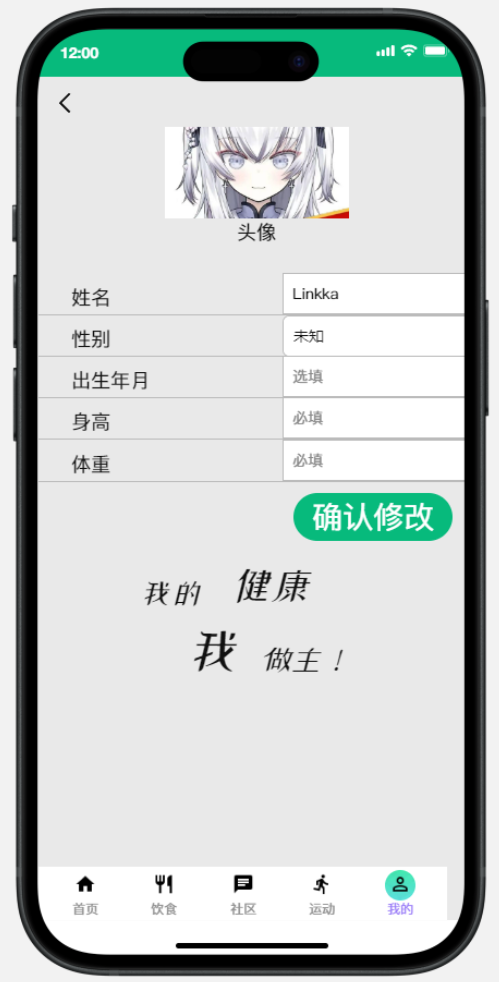 12:00
头像
姓名 Linkka
性别 未知
出生年月 选填
身高 必填
体重 必填
确认修改
我的 健康
我 做主！
首页 饮食 社区 运动 我的